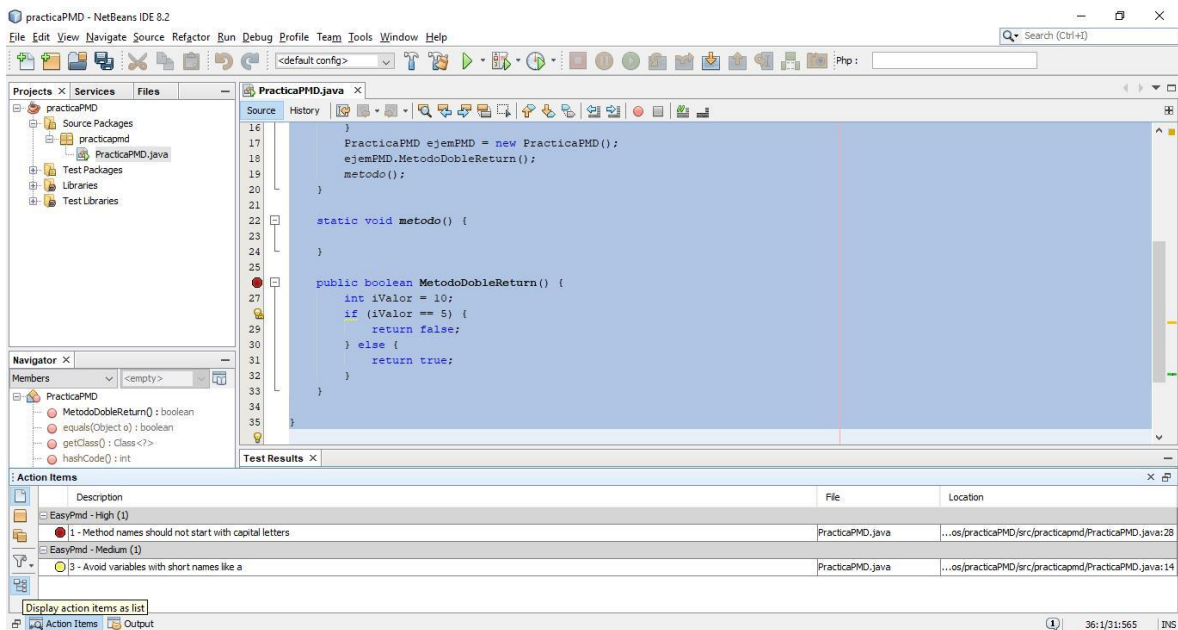 practicaPMD - NetBeans IDE 8.2
File Edit View Navigate Source Refactor Run Debug Profile Team Tools Window Help
Search (Ctrl+I)
<default config>
Php :
Projects Services Files
PracticaPMD.java
practicaPMD
Source Packages
practicapmd
PracticaPMD.java
Test Packages
Libraries
Test Libraries
Source History
16 }
17 PracticaPMD ejemPMD = new PracticaPMD();
18 ejemPMD.MetodoDobleReturn();
19 metodo();
20 }
21
22 static void metodo() {
23
24 }
25
public boolean MetodoDobleReturn() {
27 int iValor = 10;
if (iValor == 5) {
29 return false;
30 } else {
31 return true;
32 }
33 }
34
35 }
Navigator
Members <empty>
PracticaPMD
MetodoDobleReturn() : boolean
equals(Object o) : boolean
getClass() : Class<?>
hashCode() : int
Test Results
Action Items
Description File Location
EasyPmd - High (1)
1 - Method names should not start with capital letters PracticaPMD.java ...os/practicaPMD/src/practicapmd/PracticaPMD.java:28
EasyPmd - Medium (1)
3 - Avoid variables with short names like a PracticaPMD.java ...os/practicaPMD/src/practicapmd/PracticaPMD.java:14
Display action items as list
Action Items Output
1 36:1/31:565 INS